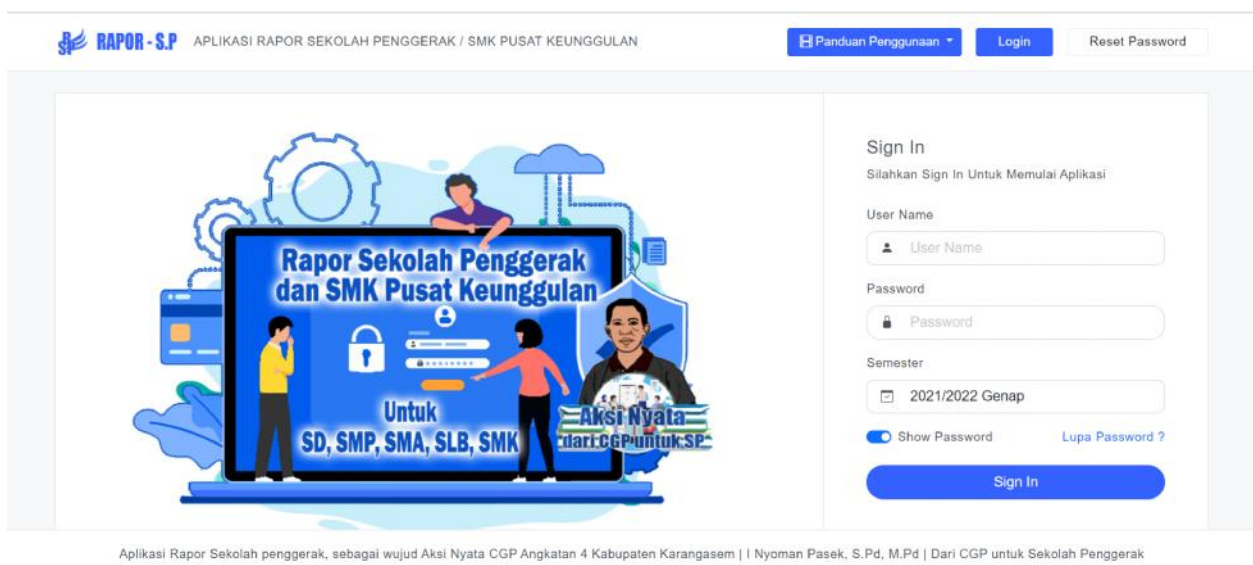 RSP RAPOR - S.P APLIKASI RAPOR SEKOLAH PENGGERAK / SMK PUSAT KEUNGGULAN
Panduan Penggunaan
Login
Reset Password
Rapor Sekolah Penggerak
dan SMK Pusat Keunggulan
Untuk
SD, SMP, SMA, SLB, SMK
Aksi Nyata
dari CGP untuk SP
Sign In
Silahkan Sign In Untuk Memulai Aplikasi
User Name
User Name
Password
Password
Semester
2021/2022 Genap
Show Password Lupa Password ?
Sign In
Aplikasi Rapor Sekolah penggerak, sebagai wujud Aksi Nyata CGP Angkatan 4 Kabupaten Karangasem | I Nyoman Pasek, S.Pd, M.Pd | Dari CGP untuk Sekolah Penggerak